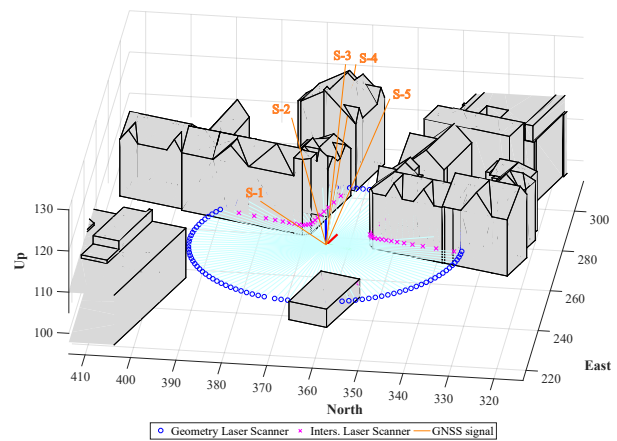 S-3 S-4
S-5
S-2
S-1
130
120
110
100
Up
300
280
260
240
220
East
410 400 390 380 370 360 350 340 330 320
North
Geometry Laser Scanner Inters. Laser Scanner GNSS signal